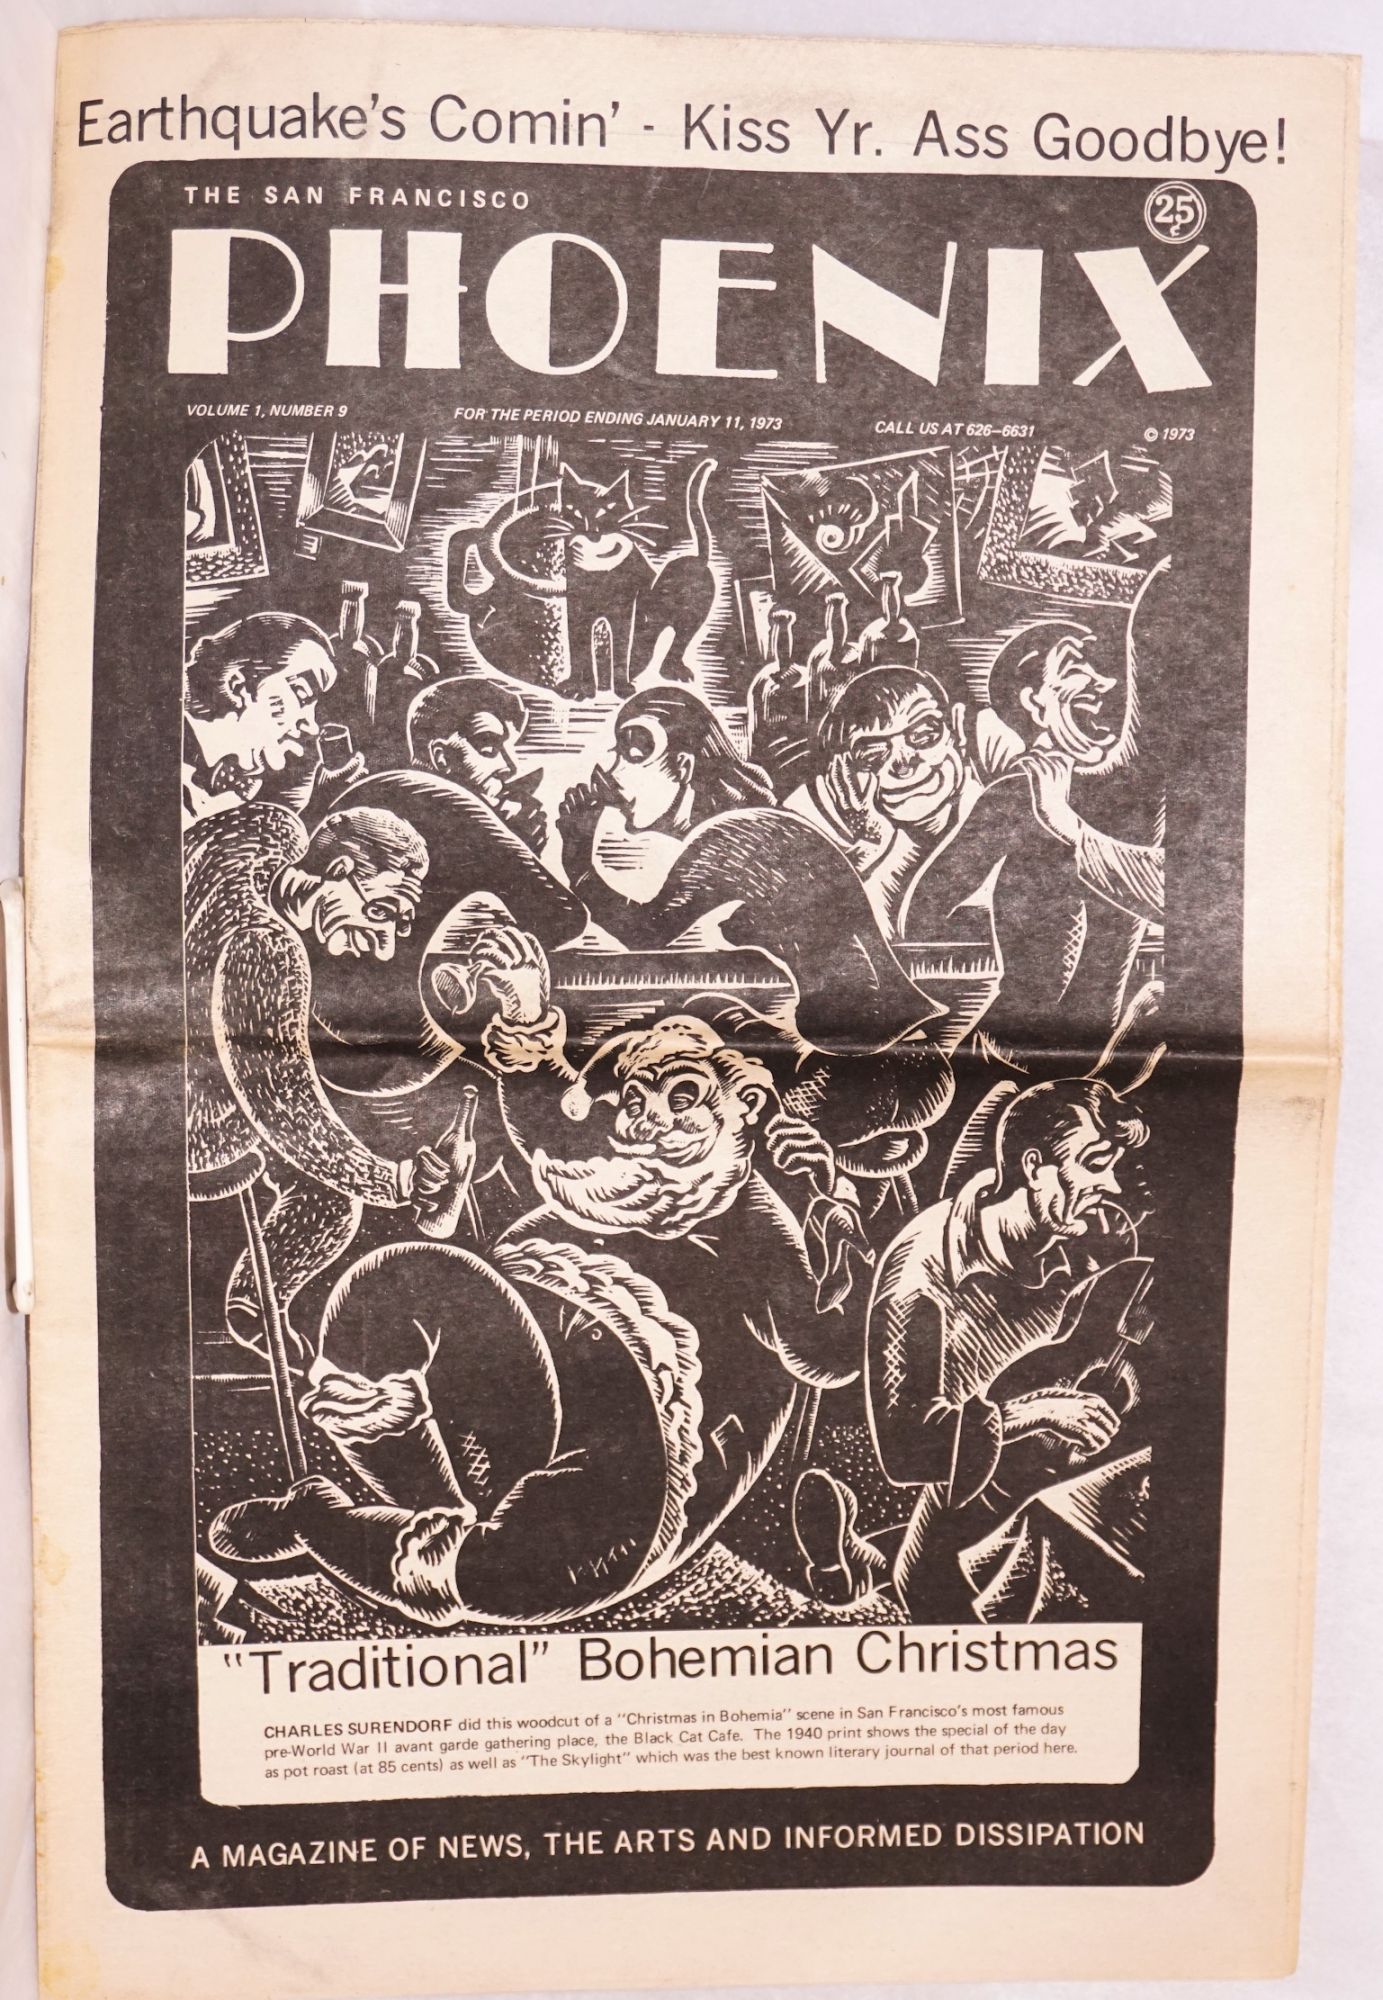 Earthquake's Comin' - Kiss Yr. Ass Goodbye!
THE SAN FRANCISCO
25¢
PHOENIX
VOLUME 1, NUMBER 9 FOR THE PERIOD ENDING JANUARY 11, 1973 CALL US AT 626-6631 © 1973
"Traditional" Bohemian Christmas
CHARLES SURENDORF did this woodcut of a "Christmas in Bohemia" scene in San Francisco's most famous
pre-World War II avant garde gathering place, the Black Cat Cafe. The 1940 print shows the special of the day
as pot roast (at 85 cents) as well as "The Skylight" which was the best known literary journal of that period here.
A MAGAZINE OF NEWS, THE ARTS AND INFORMED DISSIPATION